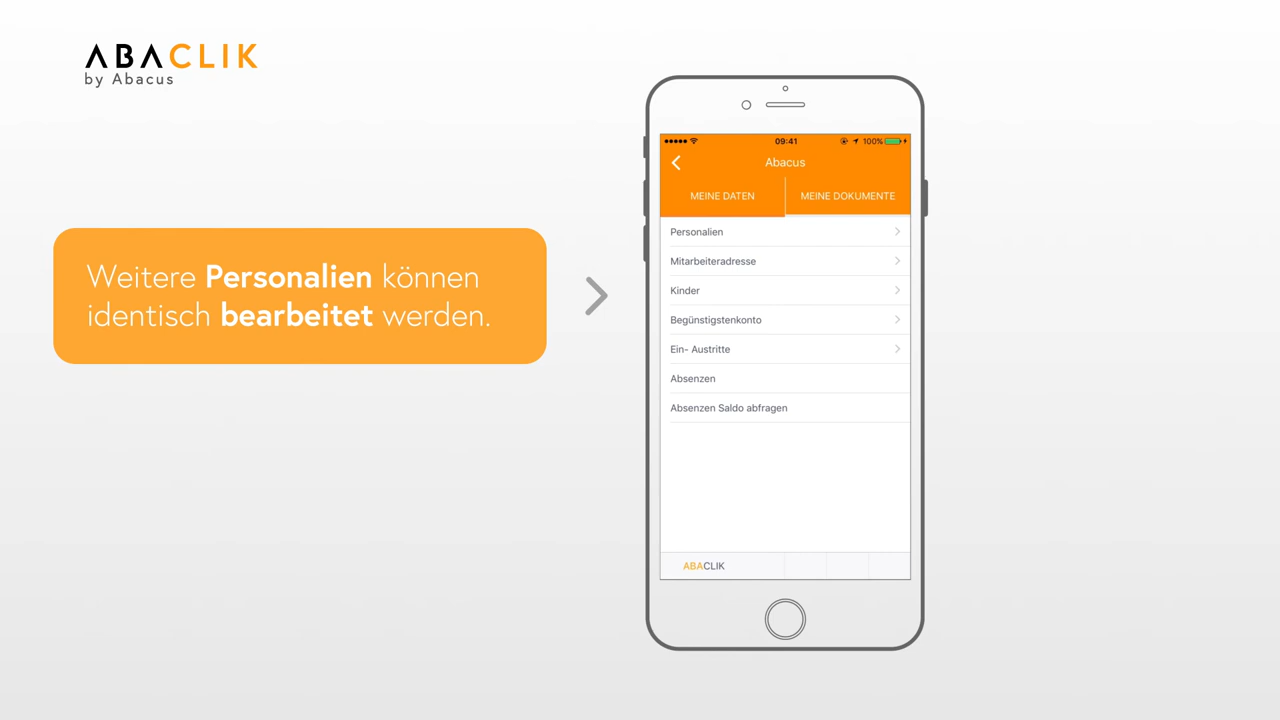 ABACLIK
by Abacus
Weitere Personalien können
identisch bearbeitet werden.
09:41
100%
Abacus
MEINE DATEN
MEINE DOKUMENTE
Personalien
Mitarbeiteradresse
Kinder
Begünstigstenkonto
Ein- Austritte
Absenzen
Absenzen Saldo abfragen
ABACLIK